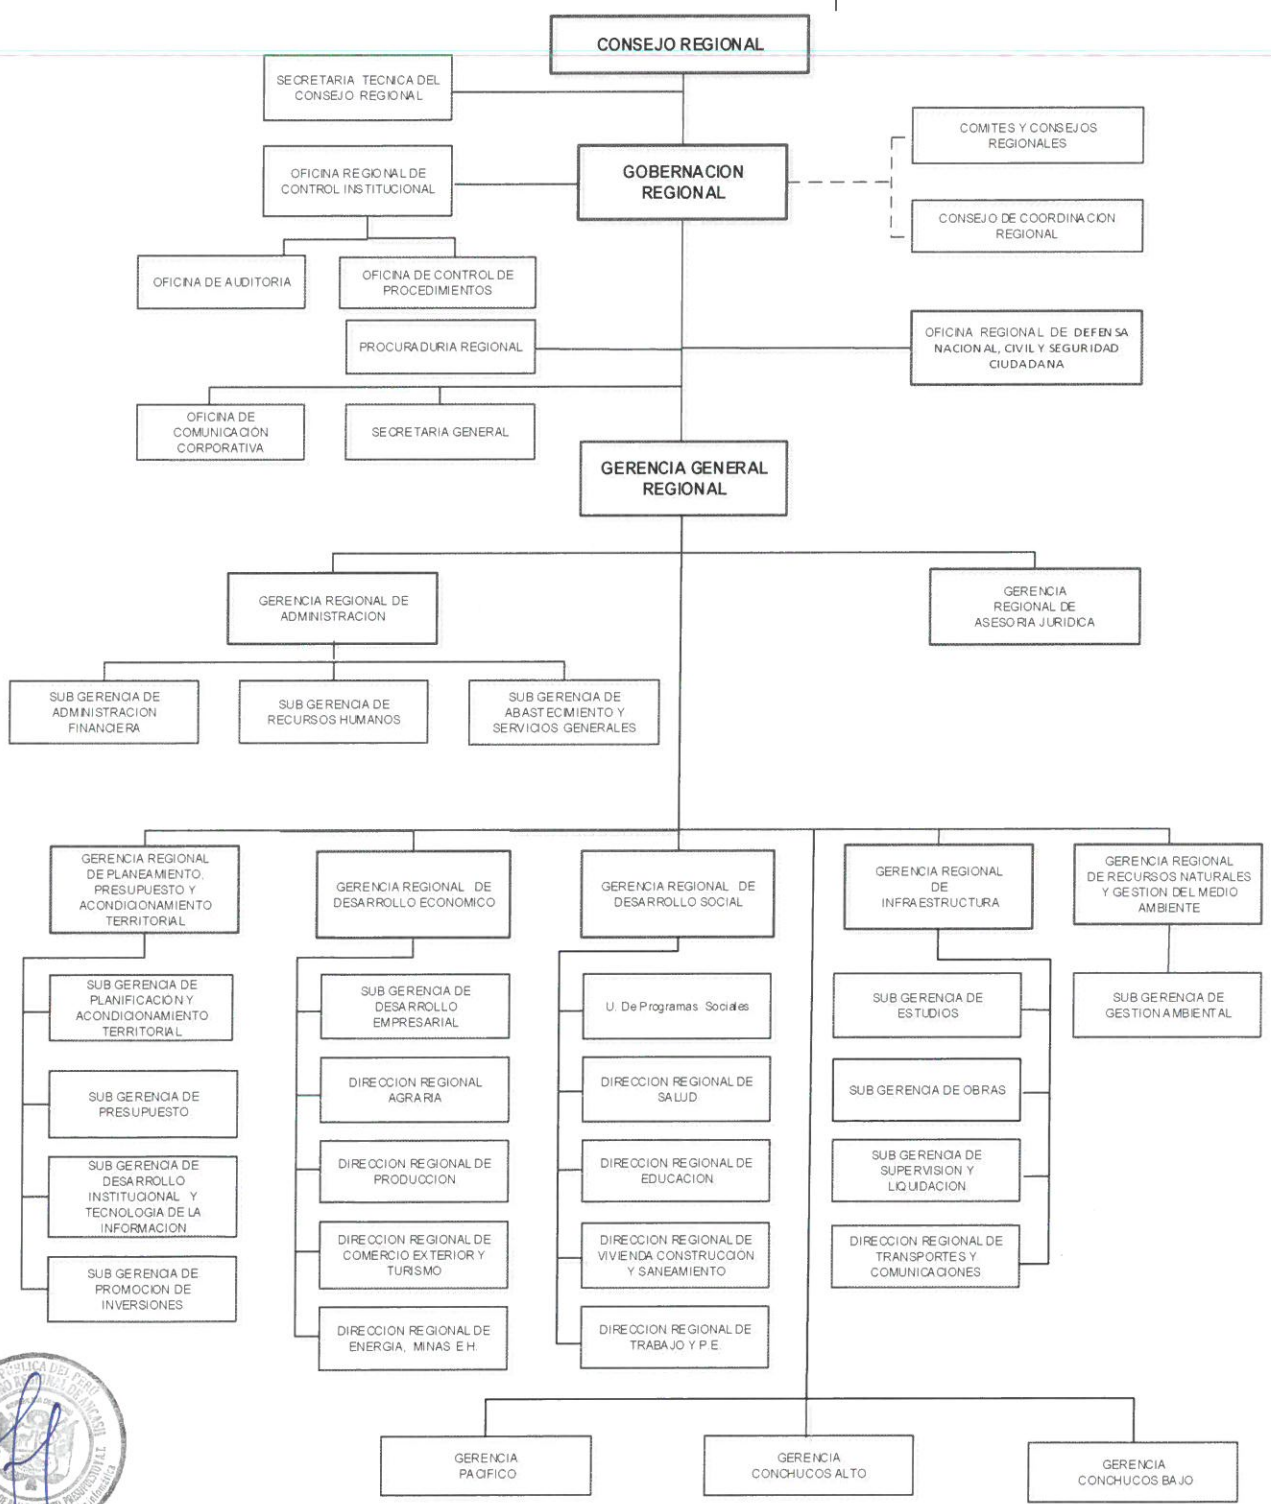 CONSEJO REGIONAL
SECRETARIA TECNICA DEL
CONSEJO REGIONAL
COMITES Y CONSEJOS
REGIONALES
OFICINA REGIONAL DE
CONTROL INSTITUCIONAL
GOBERNACION
REGIONAL
CONSEJO DE COORDINACION
REGIONAL
OFICINA DE AUDITORIA
OFICINA DE CONTROL DE
PROCEDIMIENTOS
PROCURADURIA REGIONAL
OFICINA REGIONAL DE DEFENSA
NACIONAL, CIVIL Y SEGURIDAD
CIUDADANA
OFICINA DE
COMUNICACION
CORPORATIVA
SECRETARIA GENERAL
GERENCIA GENERAL
REGIONAL
GERENCIA REGIONAL DE
ADMINISTRACION
GERENCIA
REGIONAL DE
ASESORIA JURIDICA
SUB GERENCIA DE
ADMINISTRACION
FINANCIERA
SUB GERENCIA DE
RECURSOS HUMANOS
SUB GERENCIA DE
ABASTECIMIENTO Y
SERVICIOS GENERALES
GERENCIA REGIONAL
DE PLANEAMIENTO,
PRESUPUESTO Y
ACONDICIONAMIENTO
TERRITORIAL
GERENCIA REGIONAL DE
DESARROLLO ECONOMICO
GERENCIA REGIONAL DE
DESARROLLO SOCIAL
GERENCIA REGIONAL
DE
INFRAESTRUCTURA
GERENCIA REGIONAL
DE RECURSOS NATURALES
Y GESTION DEL MEDIO
AMBIENTE
SUB GERENCIA DE
PLANIFICACION Y
ACONDICIONAMIENTO
TERRITORIAL
SUB GERENCIA DE
DESARROLLO
EMPRESARIAL
U. De Programas Sociales
SUB GERENCIA DE
ESTUDIOS
SUB GERENCIA DE
GESTION AMBIENTAL
SUB GERENCIA DE
PRESUPUESTO
DIRECCION REGIONAL
AGRARIA
DIRECCION REGIONAL DE
SALUD
SUB GERENCIA DE OBRAS
SUB GERENCIA DE
DESARROLLO
INSTITUCIONAL Y
TECNOLOGIA DE LA
INFORMACION
DIRECCION REGIONAL DE
PRODUCCION
DIRECCION REGIONAL DE
EDUCACION
SUB GERENCIA DE
SUPERVISION Y
LIQUIDACION
SUB GERENCIA DE
PROMOCION DE
INVERSIONES
DIRECCION REGIONAL DE
COMERCIO EXTERIOR Y
TURISMO
DIRECCION REGIONAL DE
VIVIENDA CONSTRUCCION
Y SANEAMIENTO
DIRECCION REGIONAL DE
TRANSPORTES Y
COMUNICACIONES
DIRECCION REGIONAL DE
ENERGIA, MINAS E H.
DIRECCION REGIONAL DE
TRABAJO Y P.E.
GERENCIA
PACIFICO
GERENCIA
CONCHUCOS ALTO
GERENCIA
CONCHUCOS BAJO